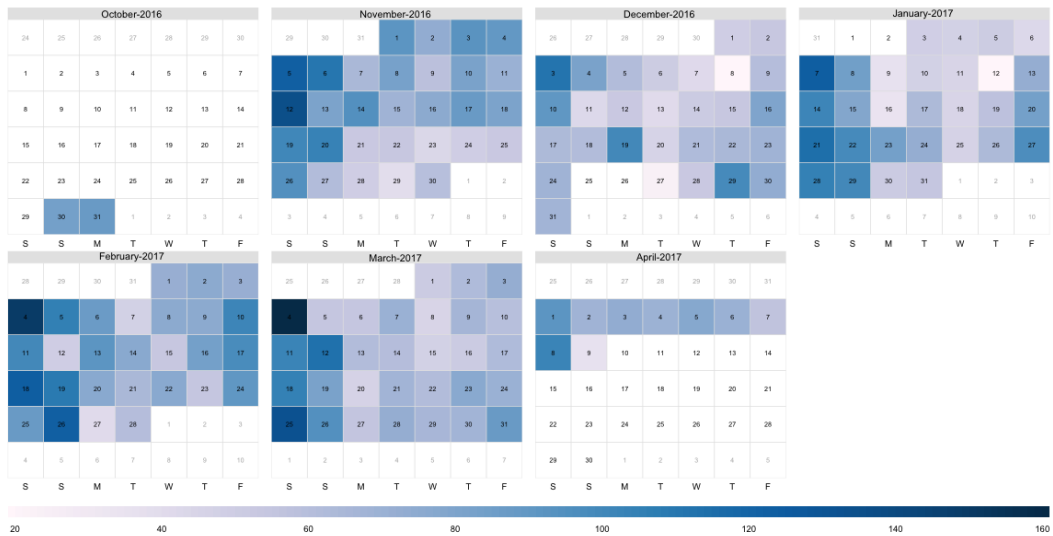 October-2016
24 25 26 27 28 29 30
1 2 3 4 5 6 7
8 9 10 11 12 13 14
15 16 17 18 19 20 21
22 23 24 25 26 27 28
29 30 31 1 2 3 4
S S M T W T F
November-2016
29 30 31 1 2 3 4
5 6 7 8 9 10 11
12 13 14 15 16 17 18
19 20 21 22 23 24 25
26 27 28 29 30 1 2
3 4 5 6 7 8 9
S S M T W T F
December-2016
26 27 28 29 30 1 2
3 4 5 6 7 8 9
10 11 12 13 14 15 16
17 18 19 20 21 22 23
24 25 26 27 28 29 30
31 1 2 3 4 5 6
S S M T W T F
January-2017
31 1 2 3 4 5 6
7 8 9 10 11 12 13
14 15 16 17 18 19 20
21 22 23 24 25 26 27
28 29 30 31 1 2 3
4 5 6 7 8 9 10
S S M T W T F
February-2017
28 29 30 31 1 2 3
4 5 6 7 8 9 10
11 12 13 14 15 16 17
18 19 20 21 22 23 24
25 26 27 28 1 2 3
4 5 6 7 8 9 10
S S M T W T F
March-2017
25 26 27 28 1 2 3
5 6 7 8 9 10
11 12 13 14 15 16 17
18 19 20 21 22 23 24
25 26 27 28 29 30 31
1 2 3 4 5 6 7
S S M T W T F
April-2017
25 26 27 28 29 30 31
1 2 3 4 5 6 7
8 9 10 11 12 13 14
15 16 17 18 19 20 21
22 23 24 25 26 27 28
29 30 1 2 3 4 5
S S M T W T F
20 40 60 80 100 120 140 160